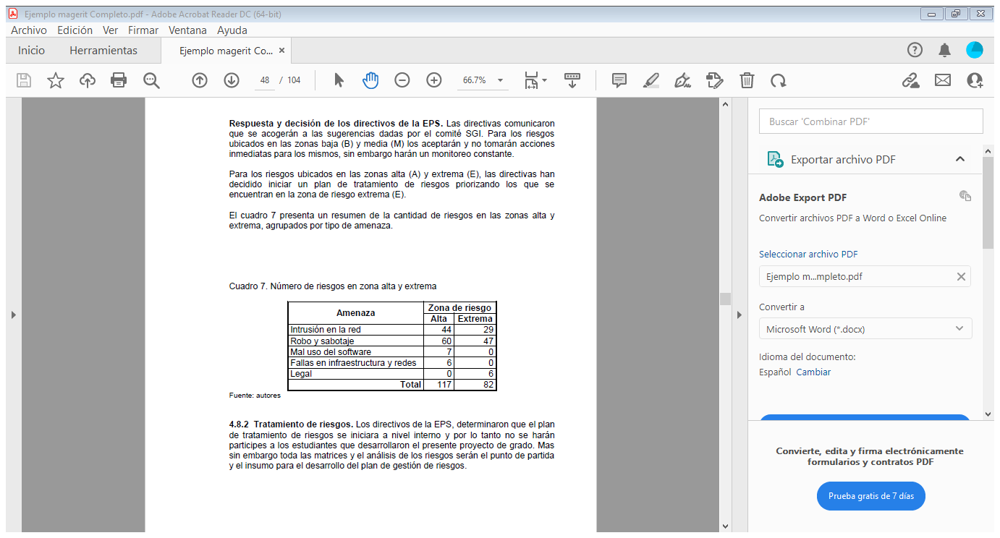 Ejemplo magerit Completo.pdf - Adobe Acrobat Reader DC (64-bit)
Archivo Edición Ver Firmar Ventana Ayuda
Inicio Herramientas Ejemplo magerit Co... ×
48 / 104 66.7%
Respuesta y decisión de los directivos de la EPS. Las directivas comunicaron
que se acogerán a las sugerencias dadas por el comité SGI. Para los riesgos
ubicados en las zonas baja (B) y media (M) los aceptarán y no tomarán acciones
inmediatas para los mismos, sin embargo harán un monitoreo constante.
Para los riesgos ubicados en las zonas alta (A) y extrema (E), las directivas han
decidido iniciar un plan de tratamiento de riesgos priorizando los que se
encuentran en la zona de riesgo extrema (E).
El cuadro 7 presenta un resumen de la cantidad de riesgos en las zonas alta y
extrema, agrupados por tipo de amenaza.
Cuadro 7. Número de riesgos en zona alta y extrema
Amenaza Zona de riesgo
Alta Extrema
Intrusión en la red 44 29
Robo y sabotaje 60 47
Mal uso del software 7 0
Fallas en infraestructura y redes 6 0
Legal 0 6
Total 117 82
Fuente: autores
4.8.2 Tratamiento de riesgos. Los directivos de la EPS, determinaron que el plan
de tratamiento de riesgos se iniciara a nivel interno y por lo tanto no se harán
participes a los estudiantes que desarrollaron el presente proyecto de grado. Mas
sin embargo toda las matrices y el análisis de los riesgos serán el punto de partida
y el insumo para el desarrollo del plan de gestión de riesgos.
Buscar 'Combinar PDF'
Exportar archivo PDF
Adobe Export PDF
Convertir archivos PDF a Word o Excel Online
Seleccionar archivo PDF
Ejemplo m...mpleto.pdf
Convertir a
Microsoft Word (*.docx)
Idioma del documento:
Español Cambiar
Convierte, edita y firma electrónicamente
formularios y contratos PDF
Prueba gratis de 7 días